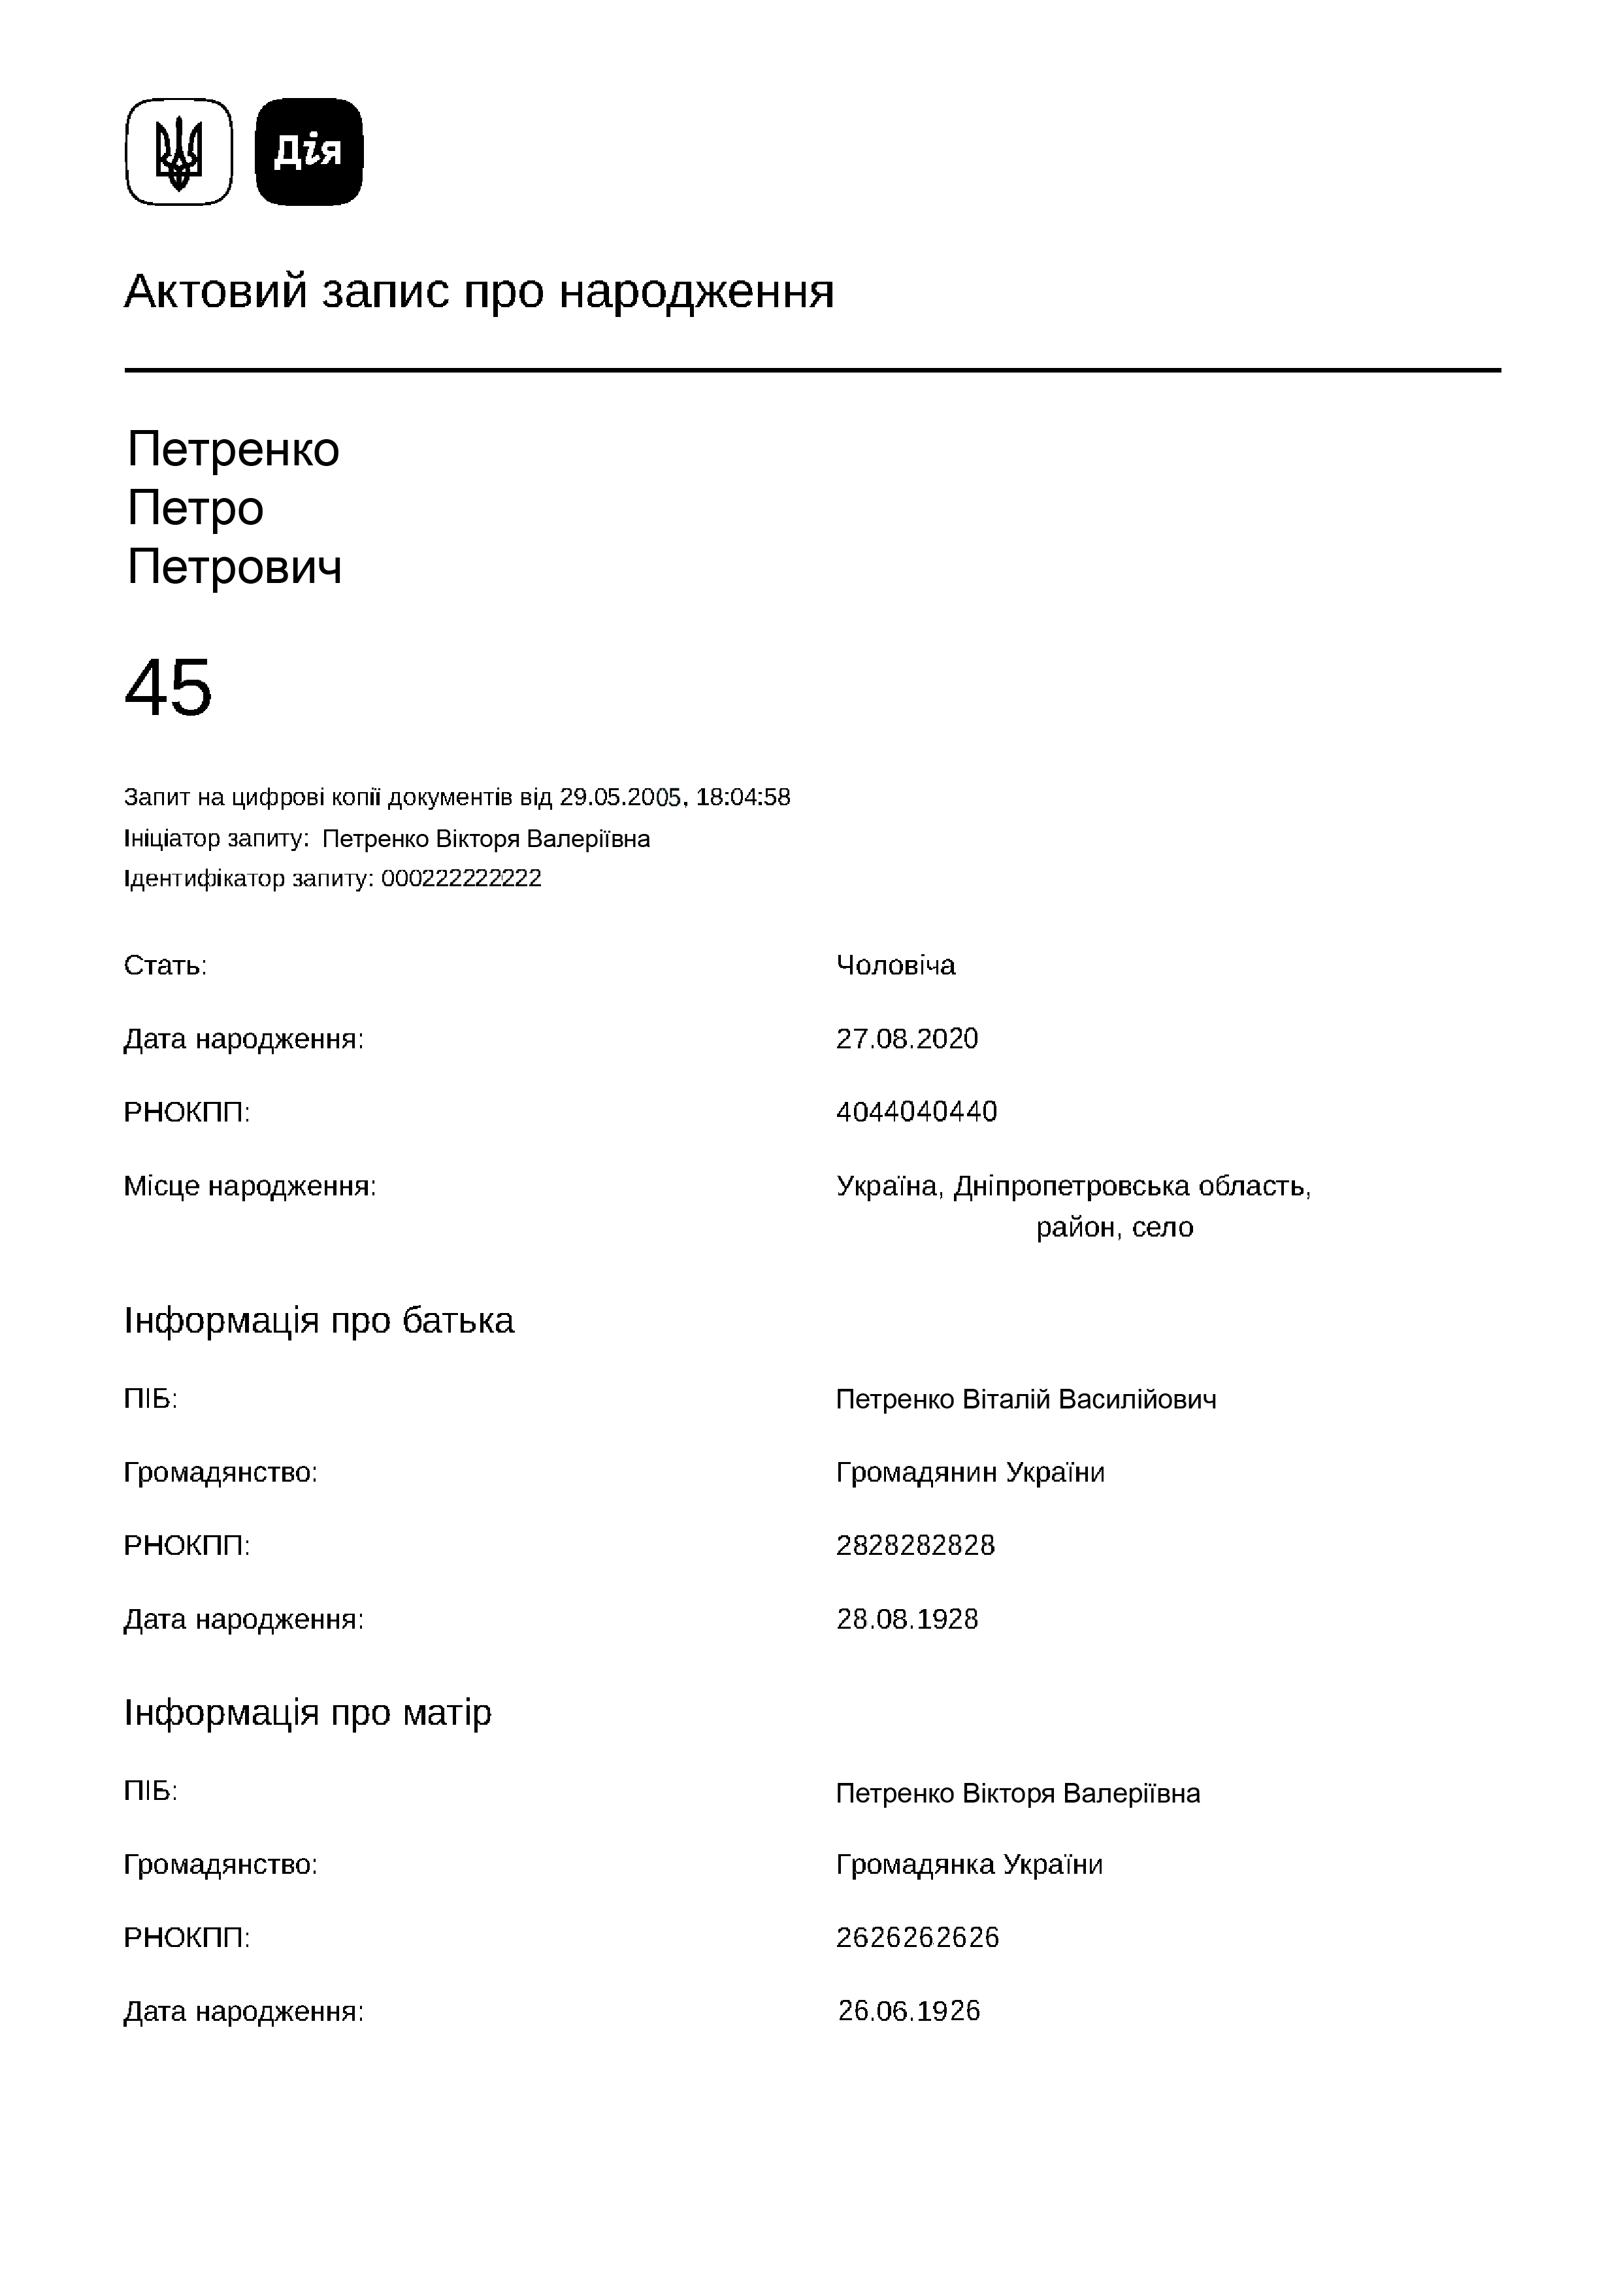 Дія
Актовий запис про народження
Петренко
Петро
Петрович
45
Запит на цифрові копії документів від 29.05.2005, 18:04:58
Ініціатор запиту: Петренко Вікторя Валеріївна
Ідентифікатор запиту: 000222222222
Стать: Чоловіча
Дата народження: 27.08.2020
РНОКПП: 4044040440
Місце народження: Україна, Дніпропетровська область,
район, село
Інформація про батька
ПІБ: Петренко Віталій Василійович
Громадянство: Громадянин України
РНОКПП: 2828282828
Дата народження: 28.08.1928
Інформація про матір
ПІБ: Петренко Вікторя Валеріївна
Громадянство: Громадянка України
РНОКПП: 2626262626
Дата народження: 26.06.1926